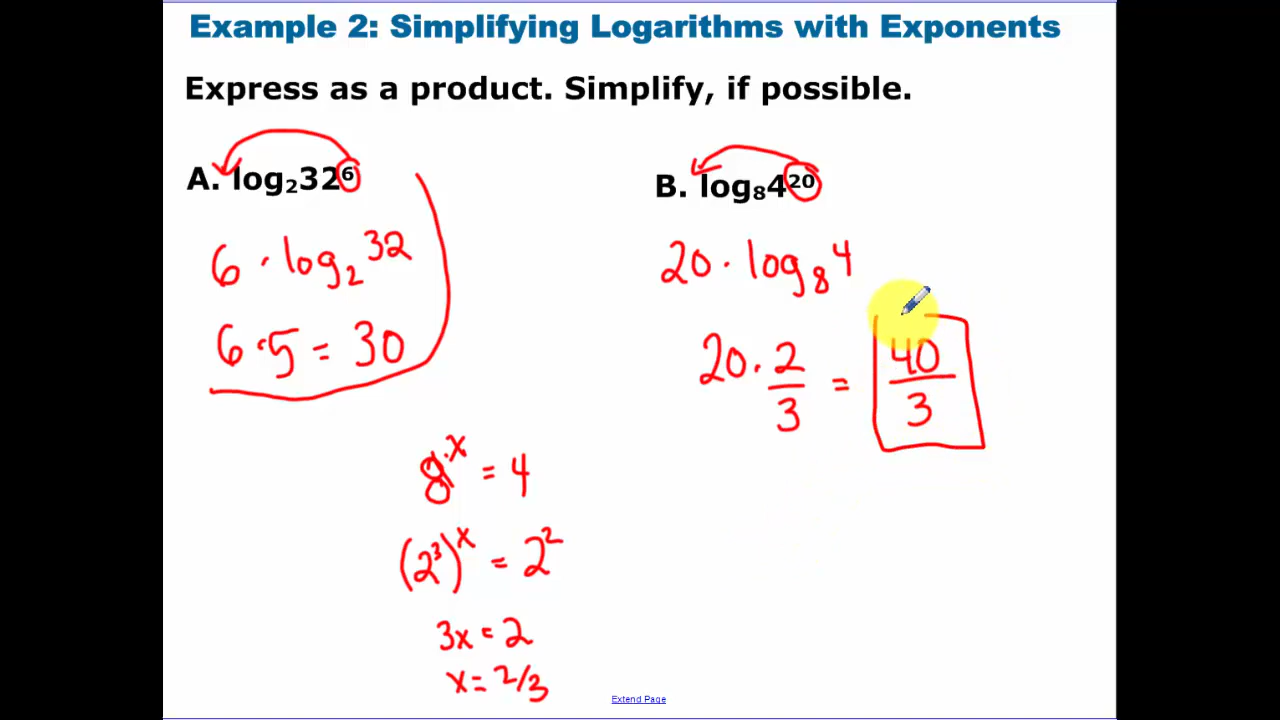 Example 2: Simplifying Logarithms with Exponents
Express as a product. Simplify, if possible.
A. log₂32⁶
6 · log₂32
6 · 5 = 30
B. log₈4²⁰
20 · log₈4
20 · 2/3 = 40/3
8ˣ = 4
(2³)ˣ = 2²
3x = 2
x = 2/3
Extend Page